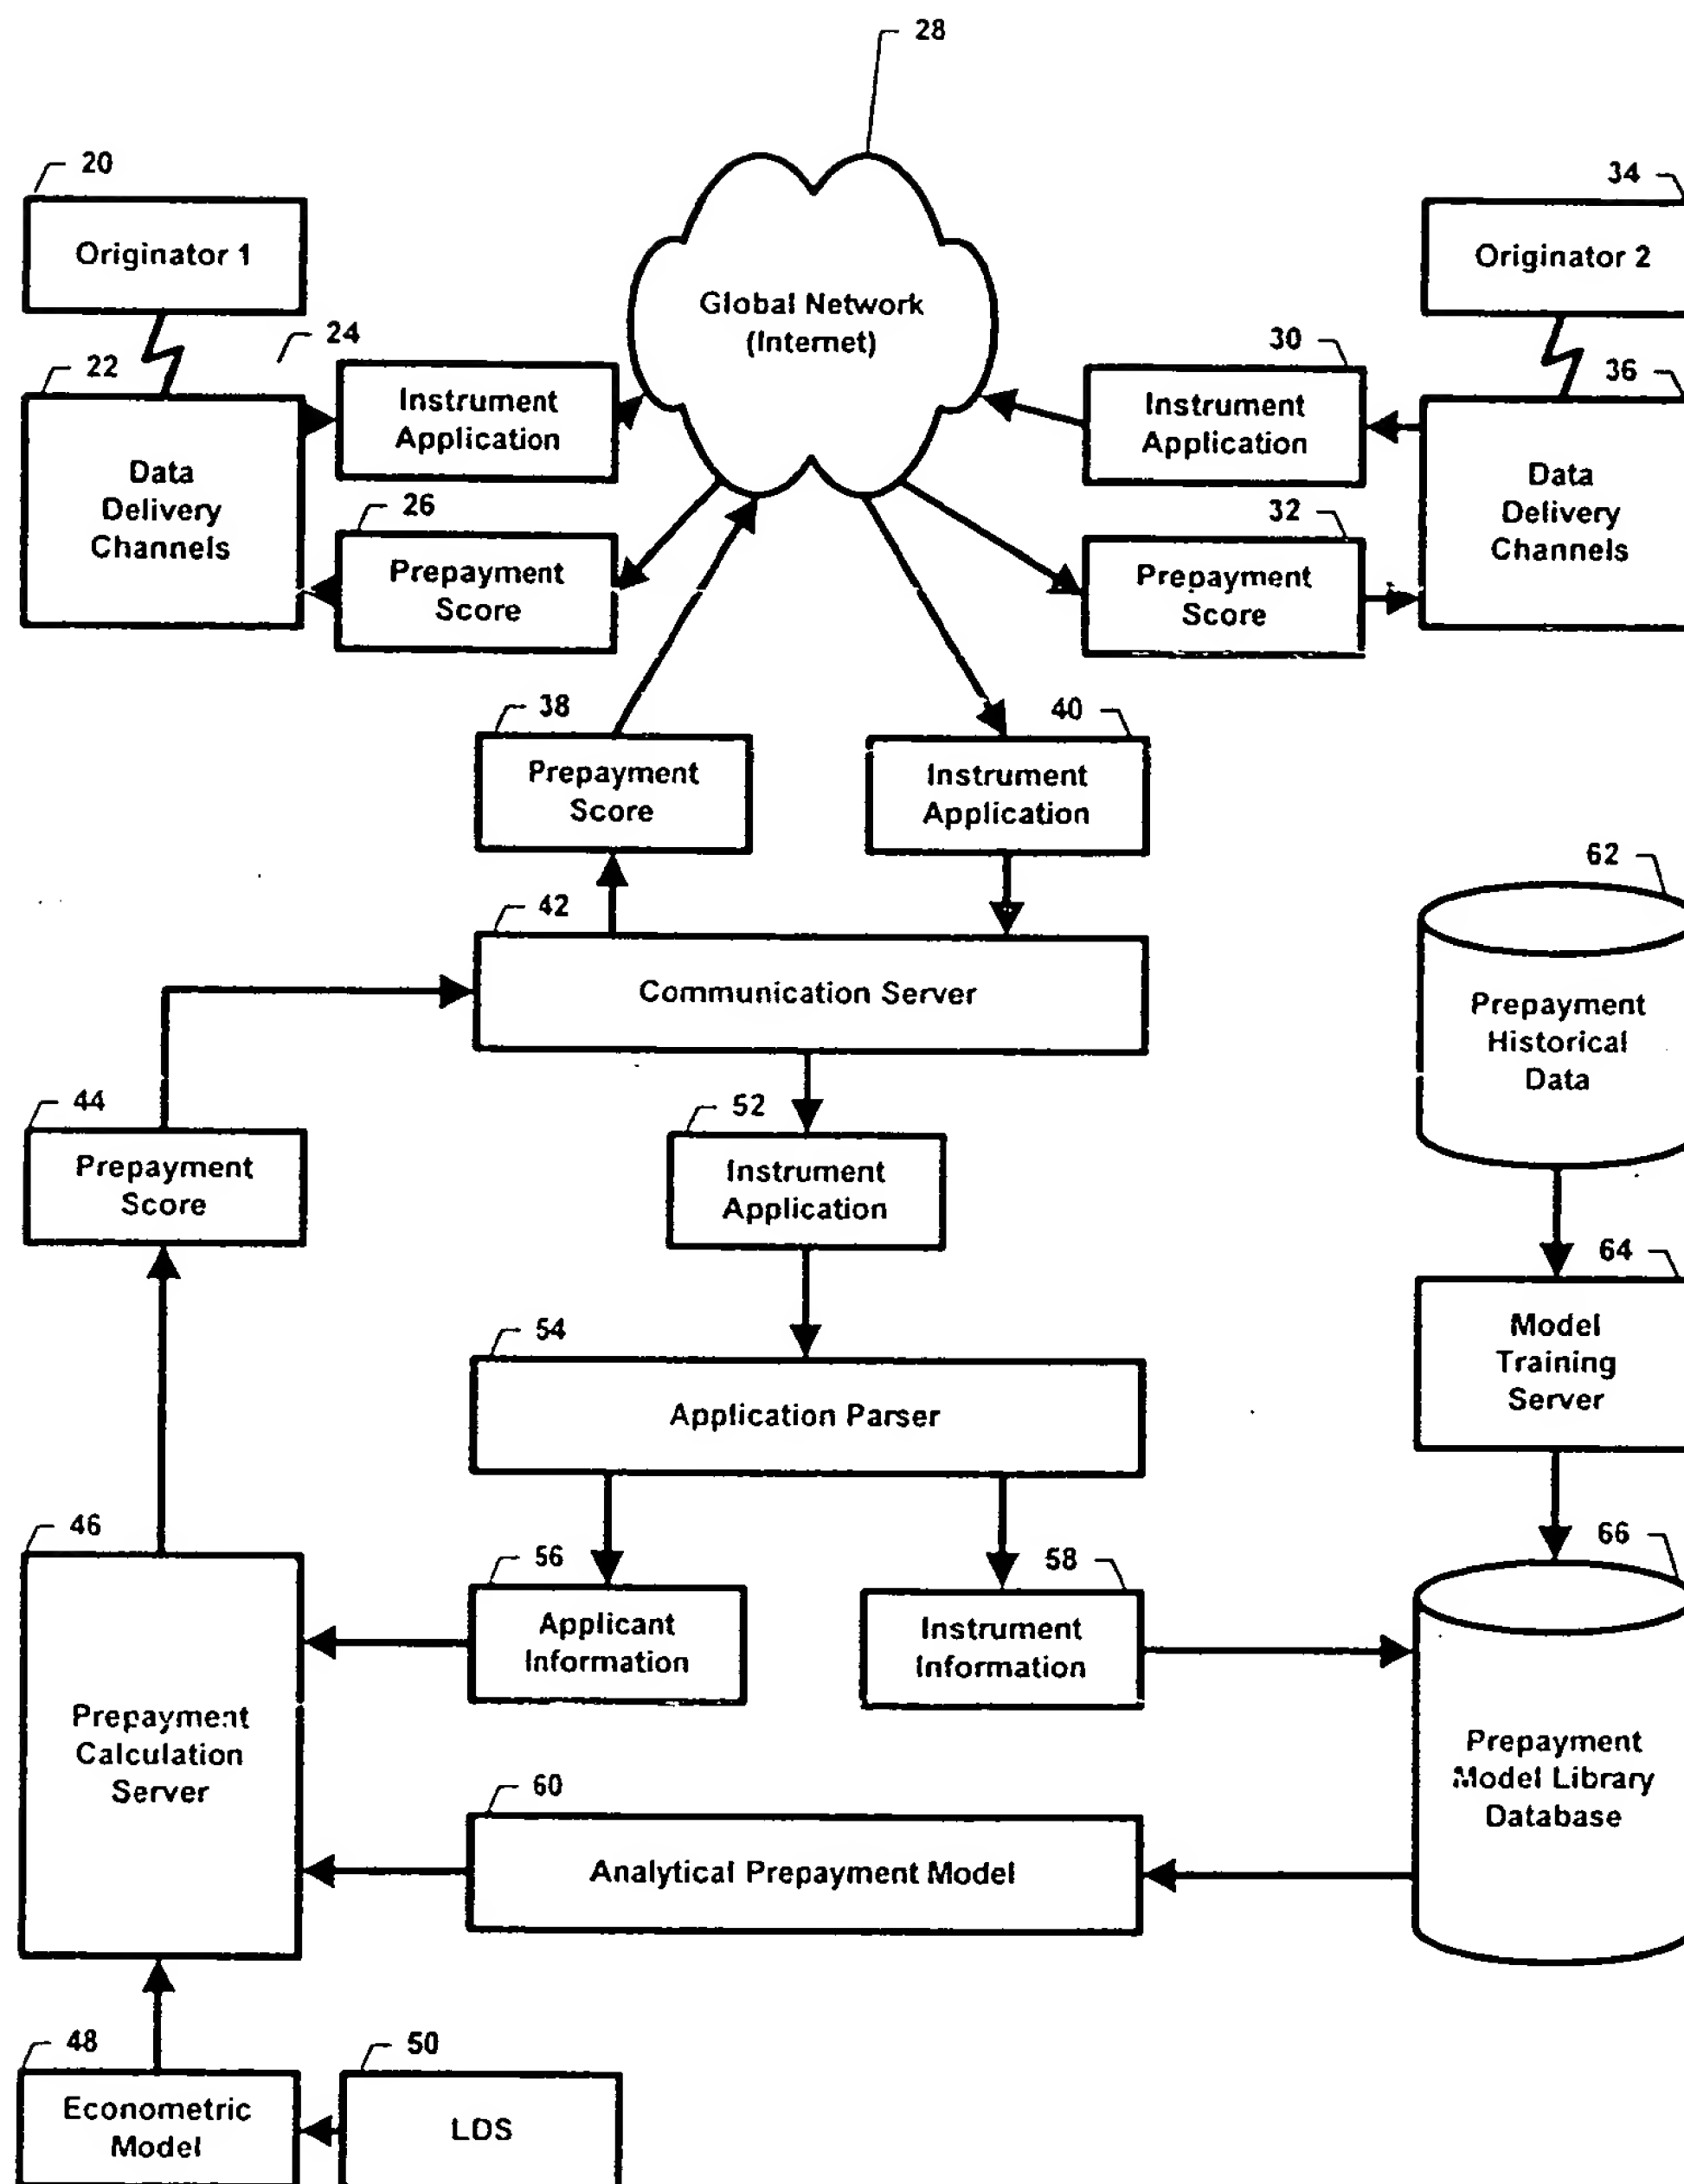 28
20
34
Originator 1
Originator 2
Global Network
(Internet)
24
30
22
36
Instrument
Application
Instrument
Application
Data
Delivery
Channels
Data
Delivery
Channels
26
32
Prepayment
Score
Prepayment
Score
38
40
Prepayment
Score
Instrument
Application
62
42
Communication Server
Prepayment
Historical
Data
44
52
Prepayment
Score
Instrument
Application
64
54
Model
Training
Server
Application Parser
46
66
56
58
Applicant
Information
Instrument
Information
Prepayment
Calculation
Server
Prepayment
Model Library
Database
60
Analytical Prepayment Model
48
50
Econometric
Model
LDS